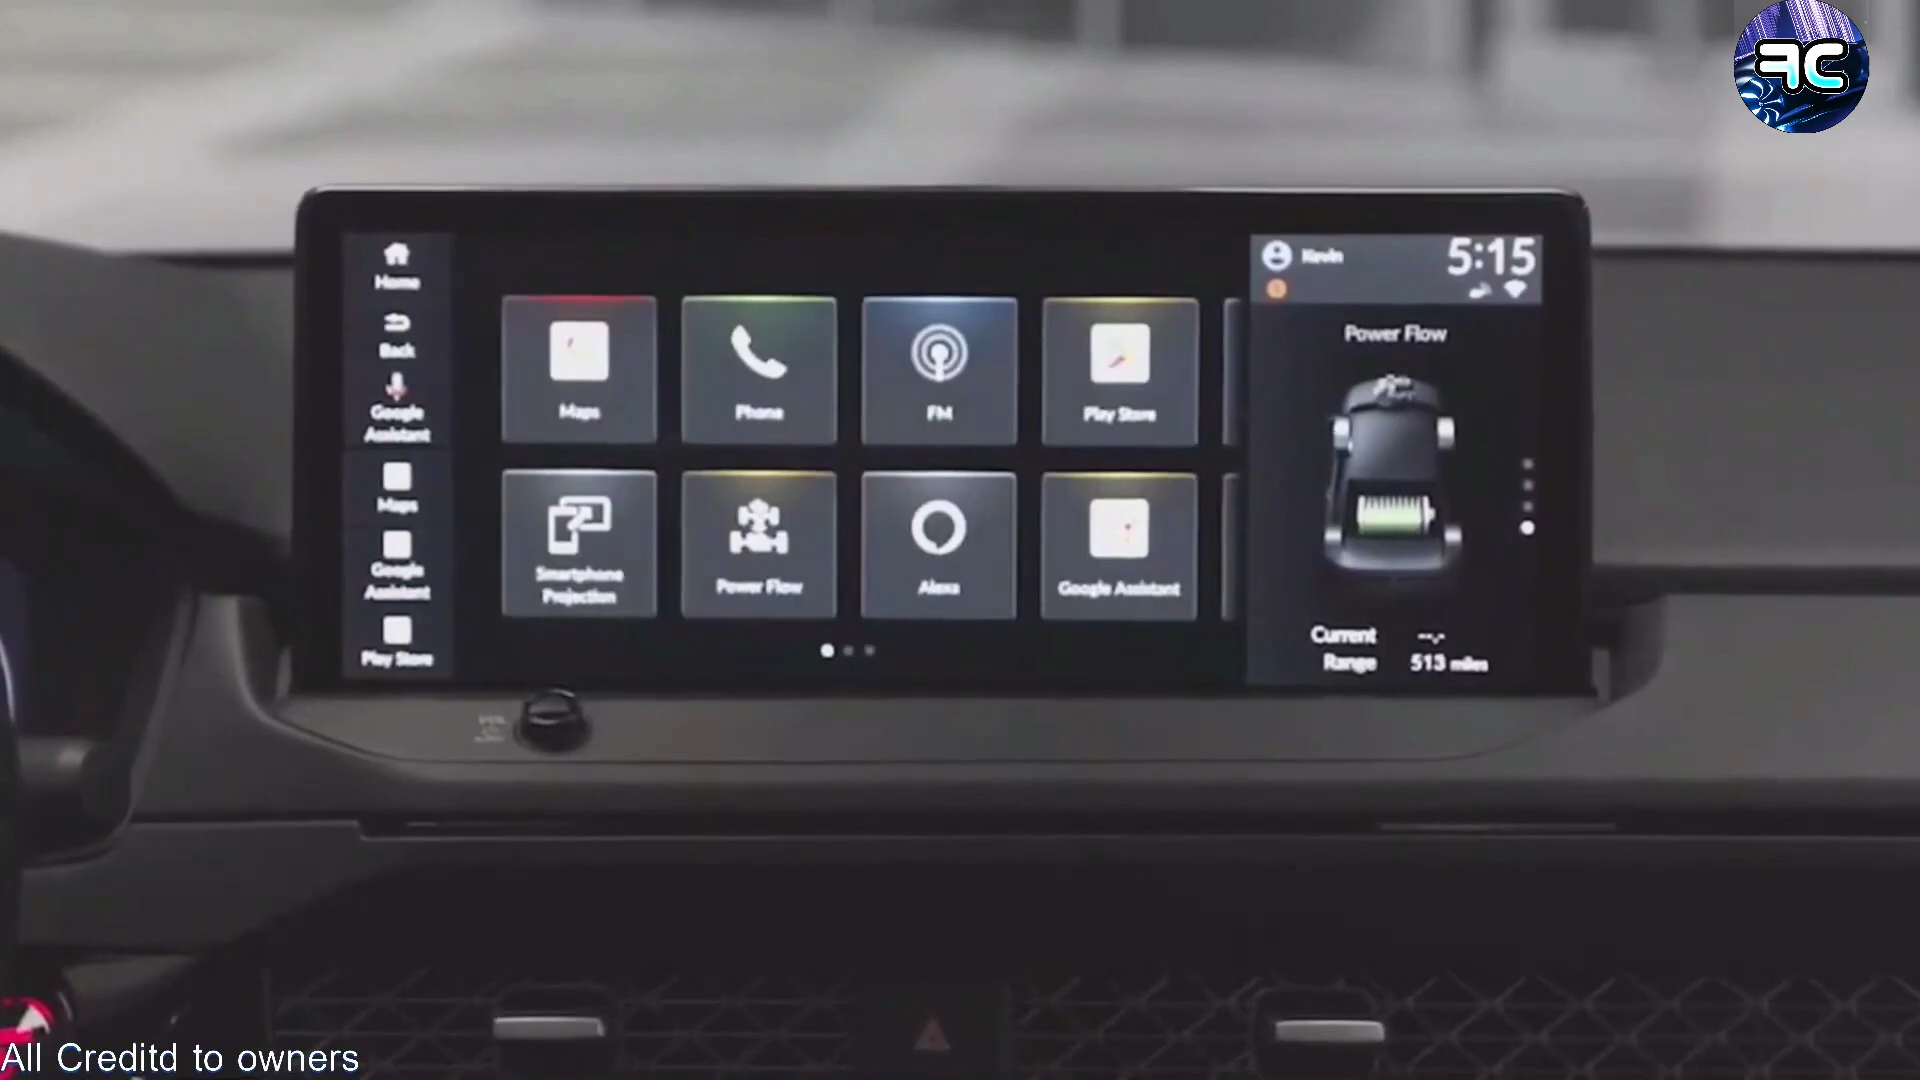 Home
Back
Google
Assistant
Maps
Google
Assistant
Play Store
Maps
Phone
FM
Play Store
Smartphone
Projection
Power Flow
Alexa
Google Assistant
Kevin
5:15
Power Flow
Current --.-
Range 513 miles
All Creditd to owners